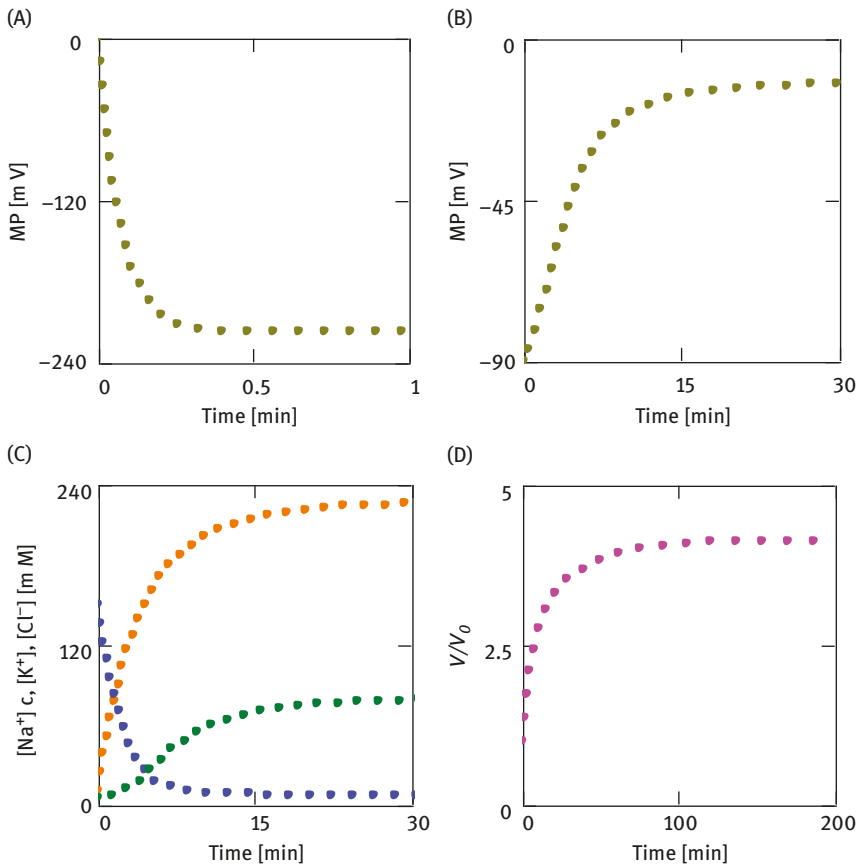 (A)
0
−120
−240
MP [m V]
0
0.5
1
Time [min]
(B)
0
−45
−90
MP [m V]
0
15
30
Time [min]
(C)
240
120
0
[Na⁺] c, [K⁺], [Cl⁻] [m M]
0
15
30
Time [min]
(D)
5
2.5
0
V/V₀
0
100
200
Time [min]